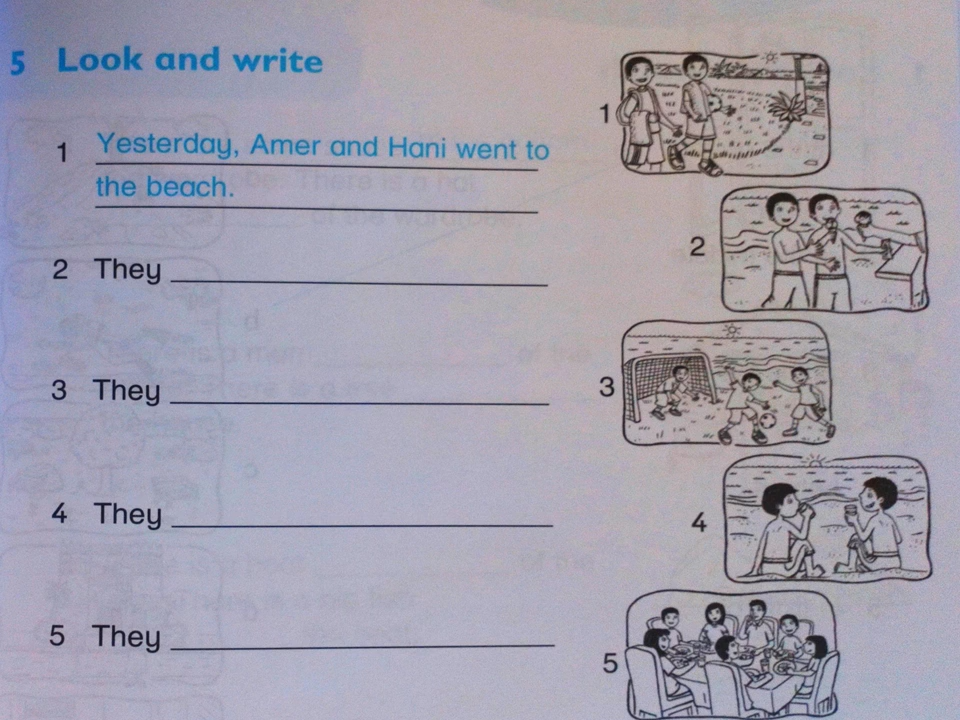 5 Look and write
1 Yesterday, Amer and Hani went to
the beach.
2 They
3 They
4 They
5 They
1
2
3
4
5